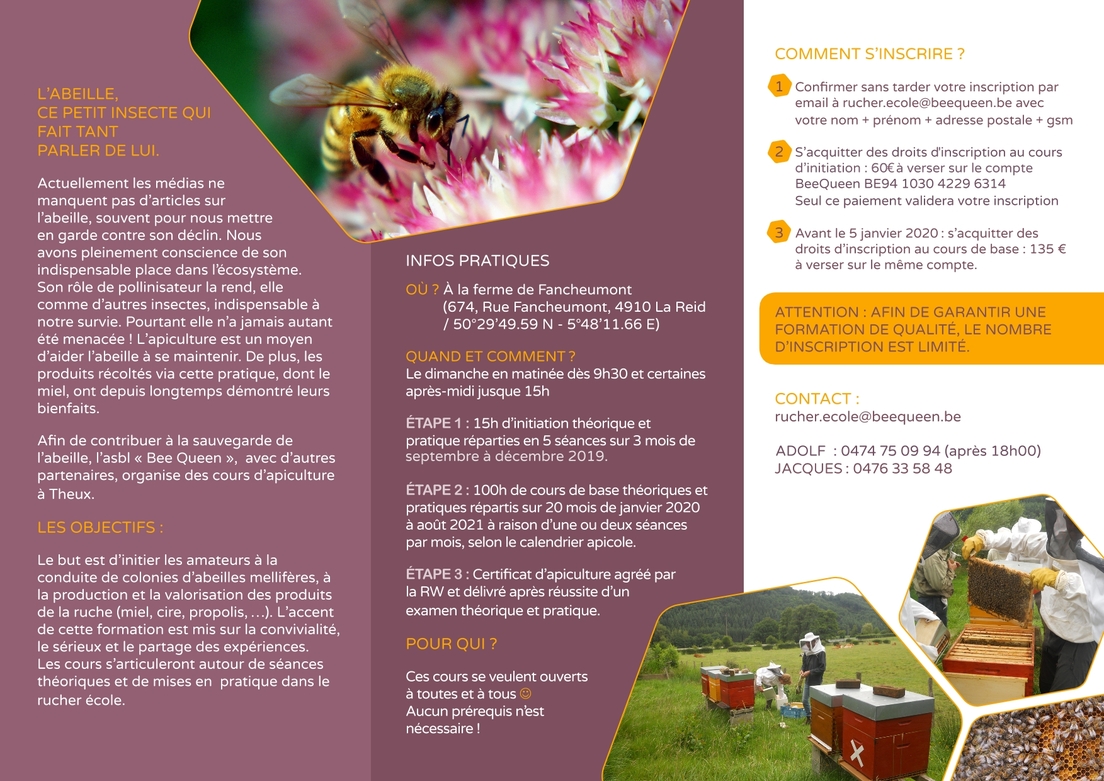 L'ABEILLE,
CE PETIT INSECTE QUI
FAIT TANT
PARLER DE LUI.
Actuellement les médias ne
manquent pas d'articles sur
l'abeille, souvent pour nous mettre
en garde contre son déclin. Nous
avons pleinement conscience de son
indispensable place dans l'écosystème.
Son rôle de pollinisateur la rend, elle
comme d'autres insectes, indispensable à
notre survie. Pourtant elle n'a jamais autant
été menacée ! L'apiculture est un moyen
d'aider l'abeille à se maintenir. De plus, les
produits récoltés via cette pratique, dont le
miel, ont depuis longtemps démontré leurs
bienfaits.
Afin de contribuer à la sauvegarde de
l'abeille, l'asbl « Bee Queen », avec d'autres
partenaires, organise des cours d'apiculture
à Theux.
LES OBJECTIFS :
Le but est d'initier les amateurs à la
conduite de colonies d'abeilles mellifères, à
la production et la valorisation des produits
de la ruche (miel, cire, propolis, …). L'accent
de cette formation est mis sur la convivialité,
le sérieux et le partage des expériences.
Les cours s'articuleront autour de séances
théoriques et de mises en pratique dans le
rucher école.
INFOS PRATIQUES
OÙ ? À la ferme de Fancheumont
(674, Rue Fancheumont, 4910 La Reid
/ 50°29'49.59 N - 5°48'11.66 E)
QUAND ET COMMENT ?
Le dimanche en matinée dès 9h30 et certaines
après-midi jusque 15h
ÉTAPE 1 : 15h d'initiation théorique et
pratique réparties en 5 séances sur 3 mois de
septembre à décembre 2019.
ÉTAPE 2 : 100h de cours de base théoriques et
pratiques répartis sur 20 mois de janvier 2020
à août 2021 à raison d'une ou deux séances
par mois, selon le calendrier apicole.
ÉTAPE 3 : Certificat d'apiculture agréé par
la RW et délivré après réussite d'un
examen théorique et pratique.
POUR QUI ?
Ces cours se veulent ouverts
à toutes et à tous ☺
Aucun prérequis n'est
nécessaire !
COMMENT S'INSCRIRE ?
1 Confirmer sans tarder votre inscription par
email à rucher.ecole@beequeen.be avec
votre nom + prénom + adresse postale + gsm
2 S'acquitter des droits d'inscription au cours
d'initiation : 60€ à verser sur le compte
BeeQueen BE94 1030 4229 6314
Seul ce paiement validera votre inscription
3 Avant le 5 janvier 2020 : s'acquitter des
droits d'inscription au cours de base : 135 €
à verser sur le même compte.
ATTENTION : AFIN DE GARANTIR UNE
FORMATION DE QUALITÉ, LE NOMBRE
D'INSCRIPTION EST LIMITÉ.
CONTACT :
rucher.ecole@beequeen.be
ADOLF : 0474 75 09 94 (après 18h00)
JACQUES : 0476 33 58 48